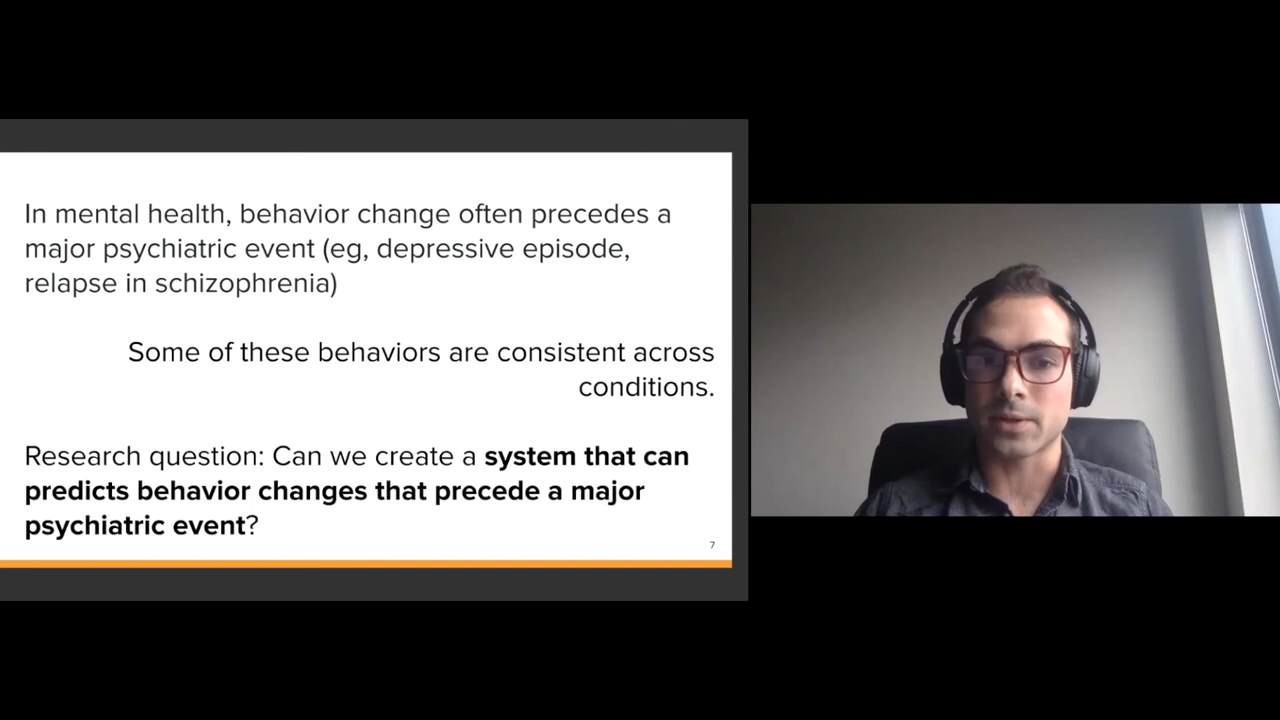 In mental health, behavior change often precedes a
major psychiatric event (eg, depressive episode,
relapse in schizophrenia)
Some of these behaviors are consistent across
conditions.
Research question: Can we create a system that can
predicts behavior changes that precede a major
psychiatric event?
7